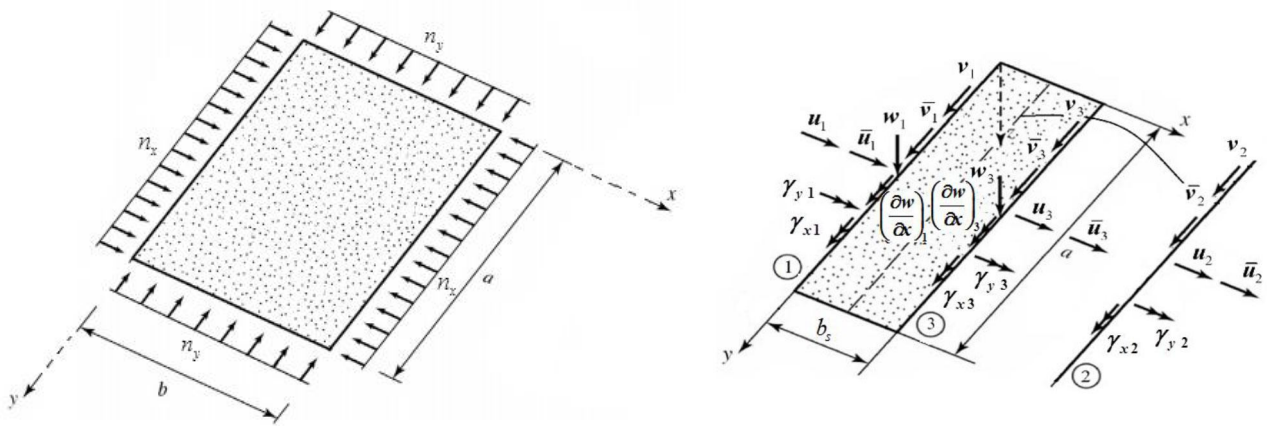 n_y
n_x
x
a
n_x
n_y
b
y
v_1
u_1
ū_1
w_1
v̄_1
v_3
x
z
v̄_3
w_3
v_2
v̄_2
γ_y1
γ_x1
(∂w/∂x)_1
(∂w/∂x)_3
u_3
ū_3
a
u_2
ū_2
①
γ_x3
γ_y3
③
b_s
y
γ_x2
γ_y2
②